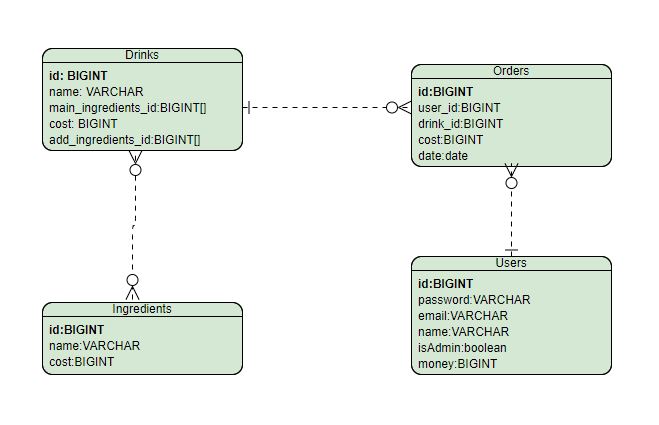 Drinks
id: BIGINT
name: VARCHAR
main_ingredients_id:BIGINT[]
cost: BIGINT
add_ingredients_id:BIGINT[]
Orders
id:BIGINT
user_id:BIGINT
drink_id:BIGINT
cost:BIGINT
date:date
Ingredients
id:BIGINT
name:VARCHAR
cost:BIGINT
Users
id:BIGINT
password:VARCHAR
email:VARCHAR
name:VARCHAR
isAdmin:boolean
money:BIGINT